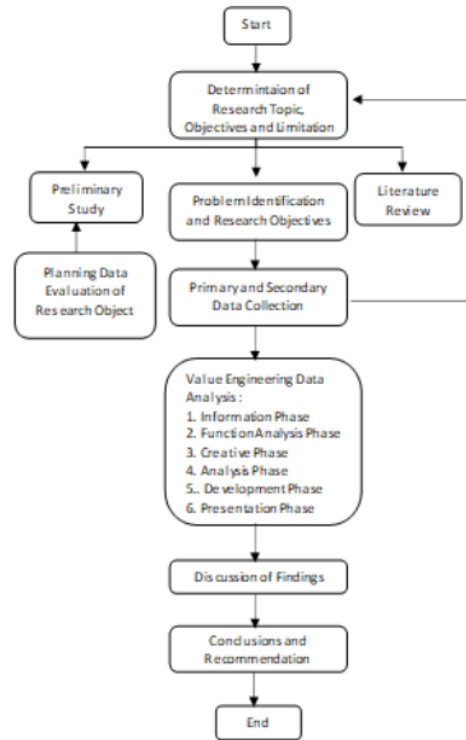 Start
Determintaion of
Research Topic,
Objectives and Limitation
Preliminary
Study
Problem Identification
and Research Objectives
Literature
Review
Planning Data
Evaluation of
Research Object
Primary and Secondary
Data Collection
Value Engineering Data
Analysis :
1. Information Phase
2. Function Analysis Phase
3. Creative Phase
4. Analysis Phase
5.. Development Phase
6. Presentation Phase
Discussion of Findings
Conclusions and
Recommendation
End